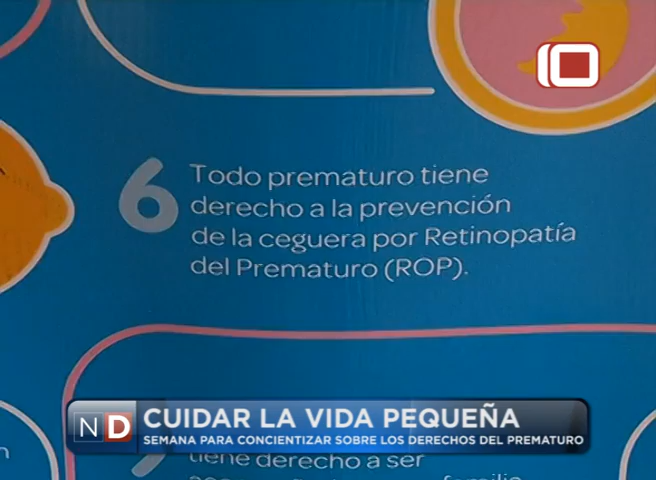 6
Todo prematuro tiene
derecho a la prevención
de la ceguera por Retinopatía
del Prematuro (ROP).
ND
CUIDAR LA VIDA PEQUEÑA
SEMANA PARA CONCIENTIZAR SOBRE LOS DERECHOS DEL PREMATURO
tiene derecho a ser